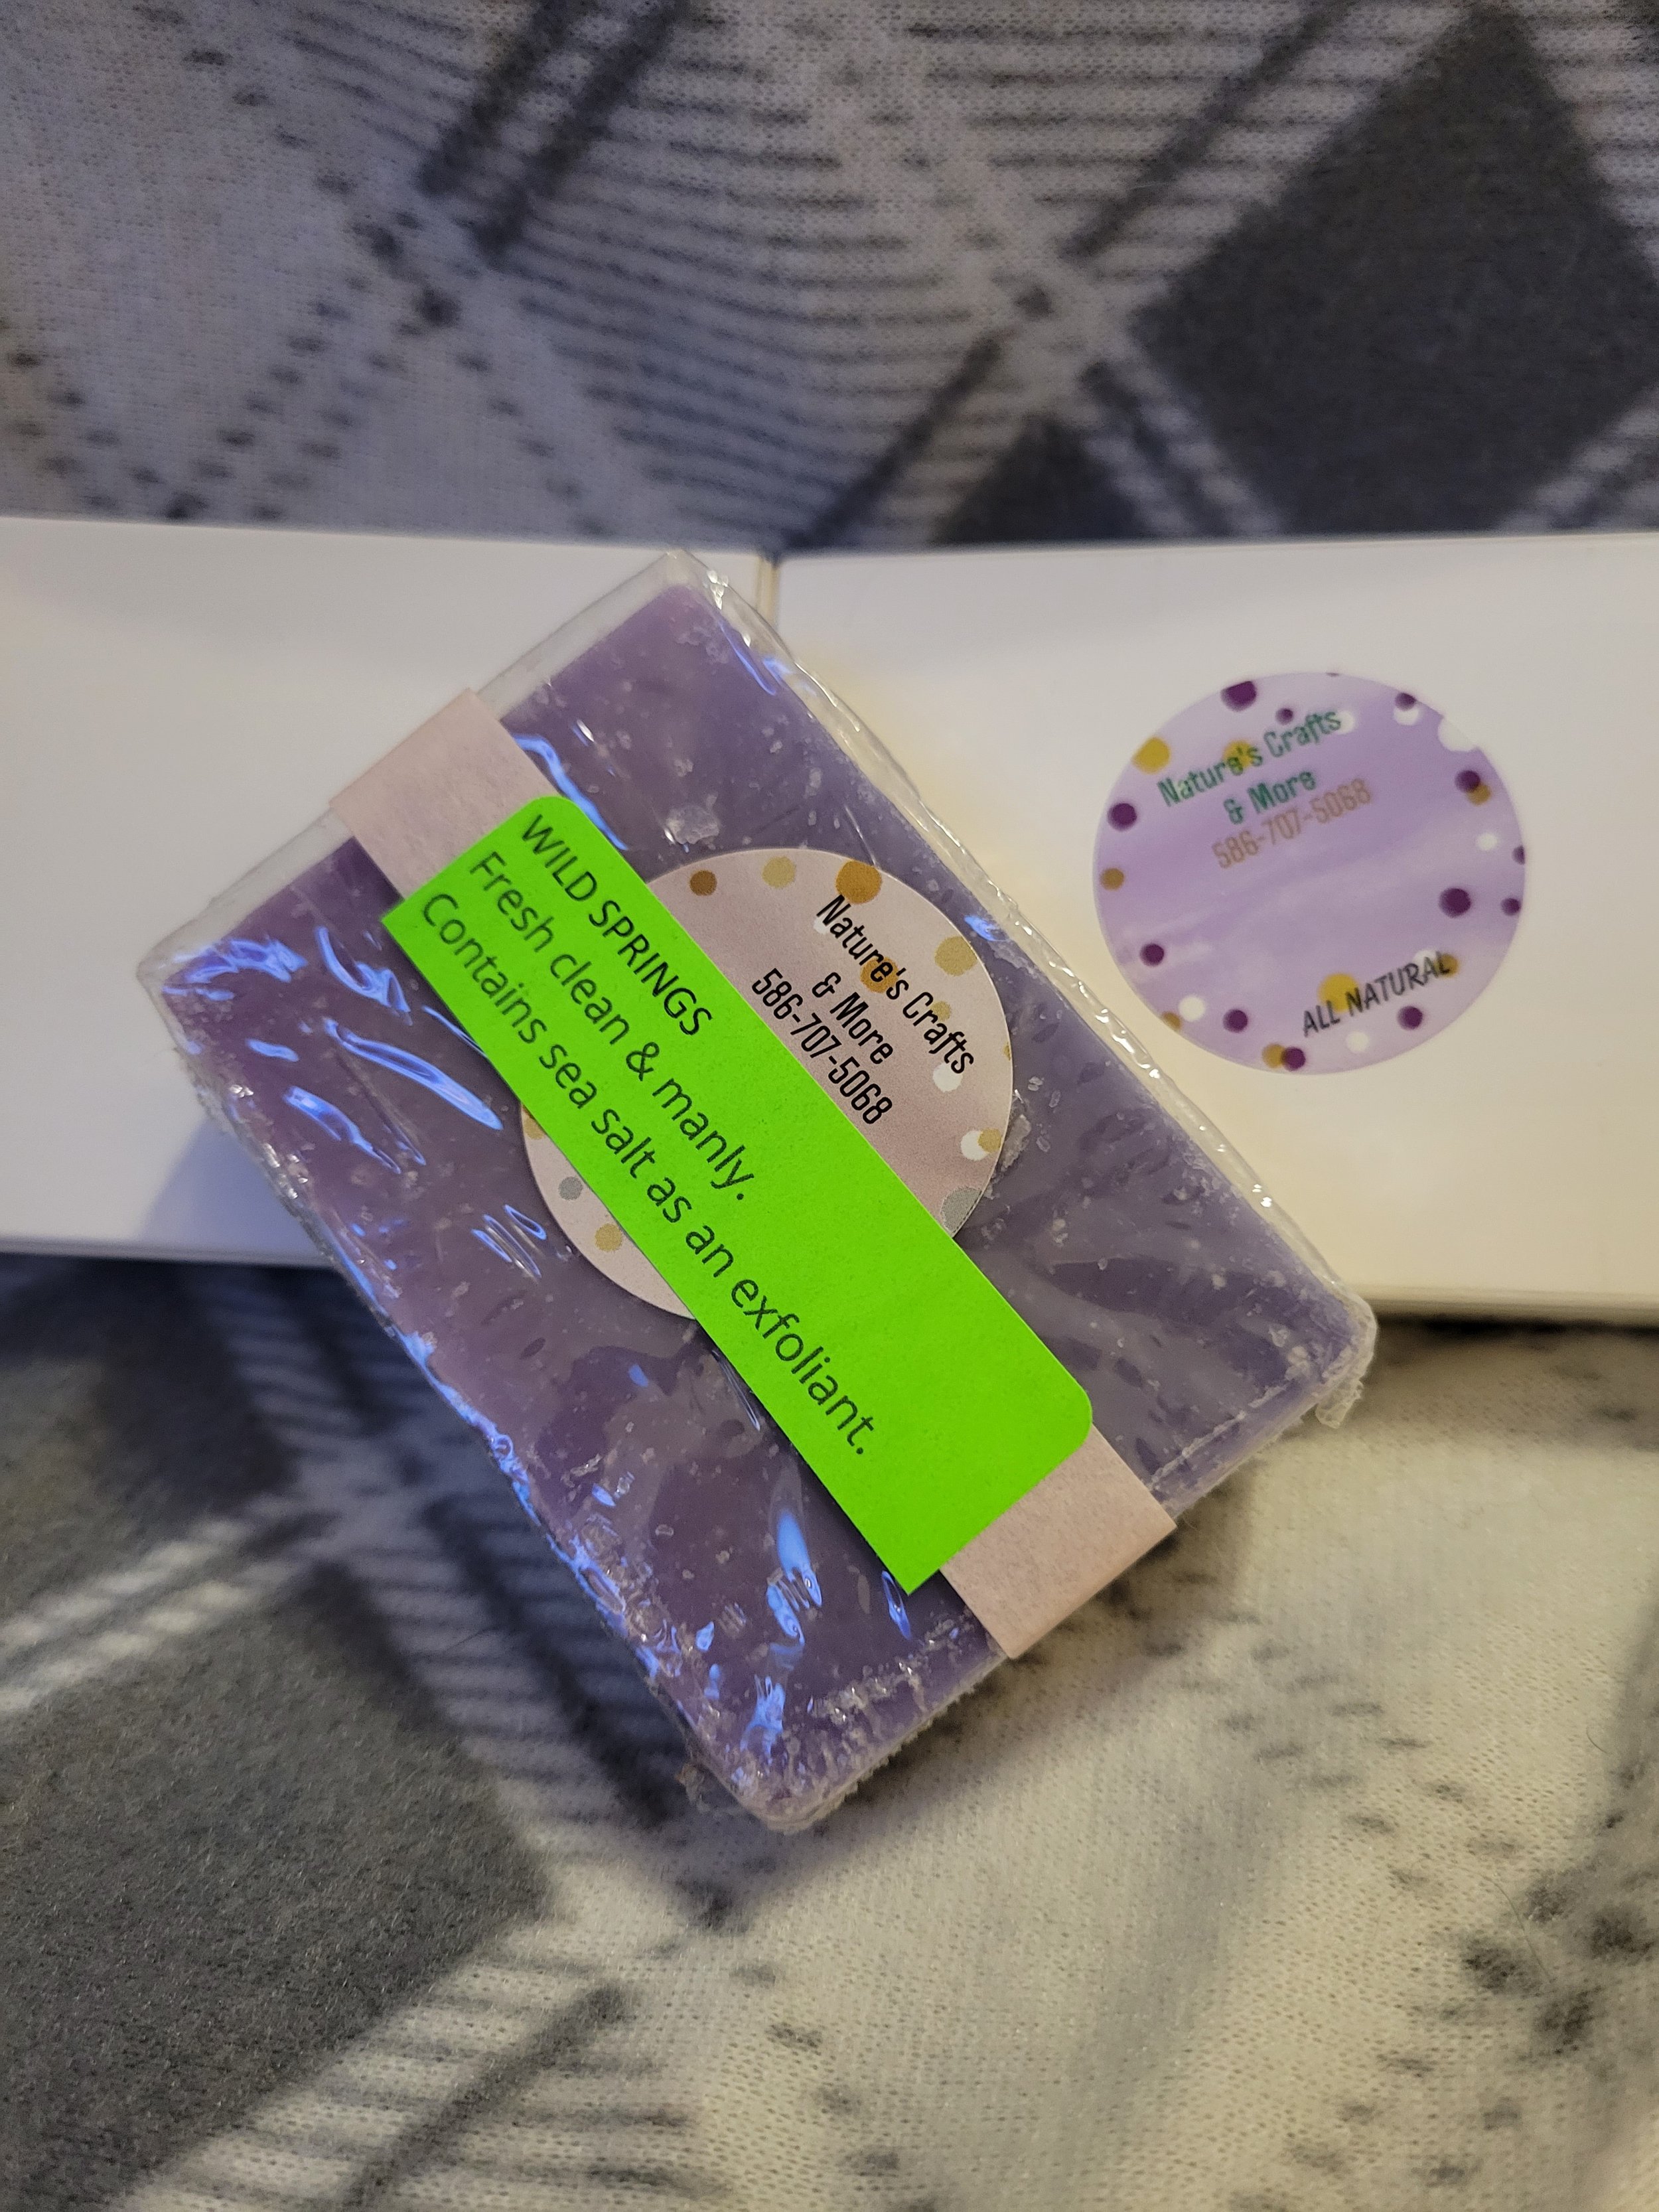 WILD SPRINGS
Fresh clean & manly.
Contains sea salt as an exfoliant.
Nature's Crafts
& More
586-707-5068
Nature's Crafts
& More
586-707-5068
ALL NATURAL